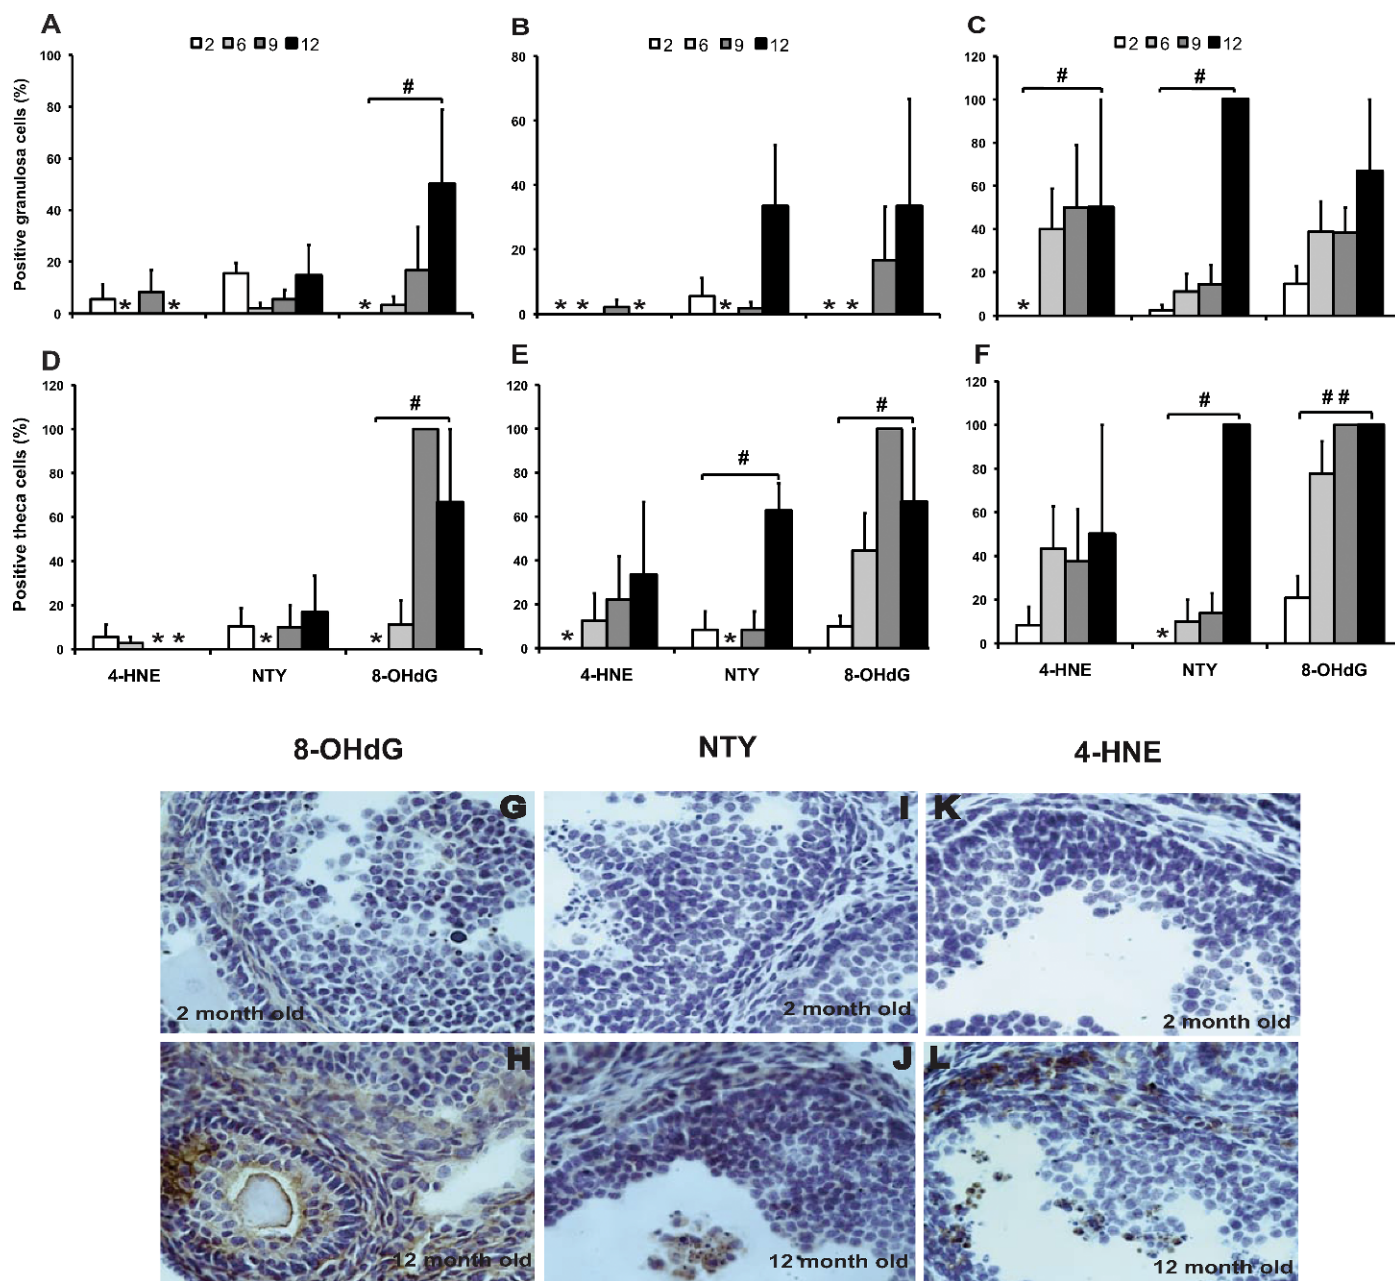 A
B
C
2 6 9 12
2 6 9 12
2 6 9 12
Positive granulosa cells (%)
100
80
60
40
20
0
* * *
#
80
60
40
20
0
* * * * * *
120
100
80
60
40
20
0
*
# #
D
E
F
Positive theca cells (%)
120
100
80
60
40
20
0
* * * *
#
4-HNE NTY 8-OHdG
120
100
80
60
40
20
0
* *
# #
4-HNE NTY 8-OHdG
120
100
80
60
40
20
0
*
# # #
4-HNE NTY 8-OHdG
8-OHdG NTY 4-HNE
G
2 month old
I
2 month old
K
2 month old
H
12 month old
J
12 month old
L
12 month old